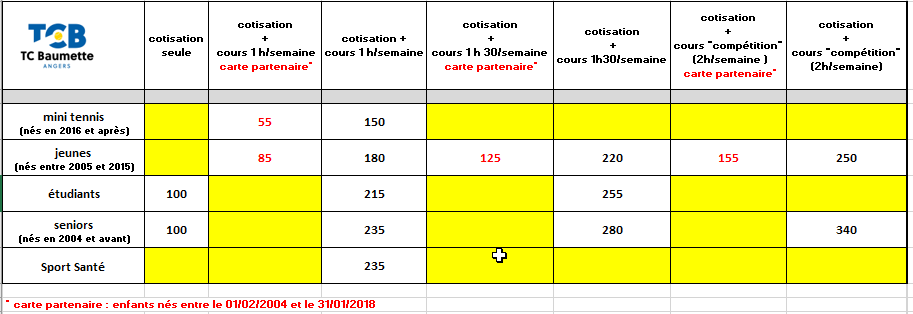 TCB
TC Baumette
ANGERS
cotisation
seule
cotisation
+
cours 1h/semaine
carte partenaire*
cotisation +
cours 1h/semaine
cotisation
+
cours 1h 30/semaine
carte partenaire*
cotisation
+
cours 1h30/semaine
cotisation
+
cours "compétition"
(2h/semaine )
carte partenaire*
cotisation
+
cours "compétition"
(2h/semaine)
mini tennis
(nés en 2016 et après)
55
150
jeunes
(nés entre 2005 et 2015)
85
180
125
220
155
250
étudiants
100
215
255
seniors
(nés en 2004 et avant)
100
235
280
340
Sport Santé
235
* carte partenaire : enfants nés entre le 01/02/2004 et le 31/01/2018